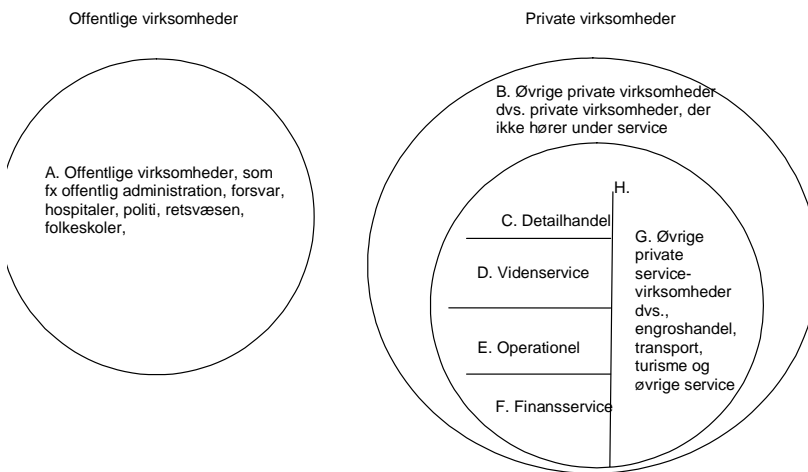 Offentlige virksomheder
Private virksomheder
A. Offentlige virksomheder, som
fx offentlig administration, forsvar,
hospitaler, politi, retsvæsen,
folkeskoler,
B. Øvrige private virksomheder
dvs. private virksomheder, der
ikke hører under service
H.
C. Detailhandel
D. Videnservice
E. Operationel
F. Finansservice
G. Øvrige
private
service-
virksomheder
dvs.,
engroshandel,
transport,
turisme og
øvrige service